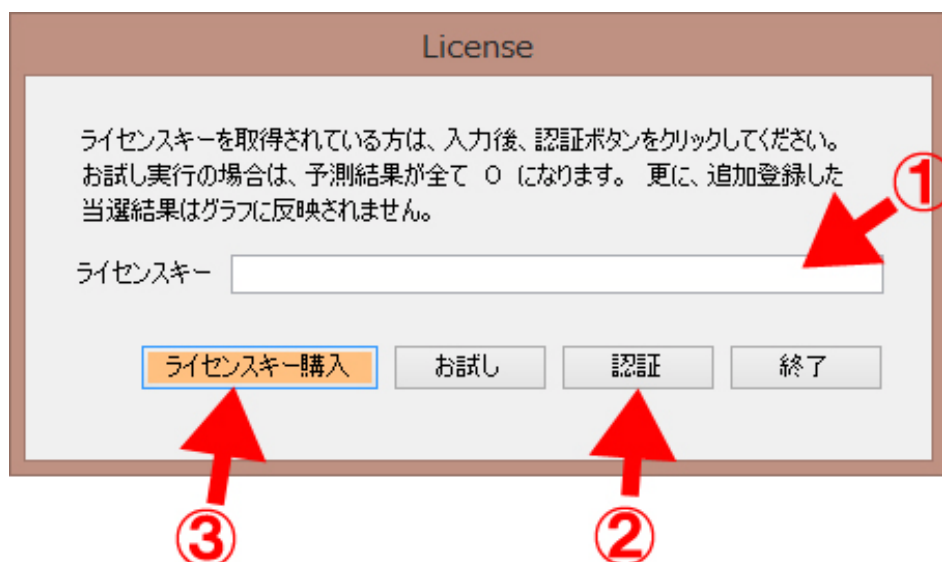 License
ライセンスキーを取得されている方は、入力後、認証ボタンをクリックしてください。
お試し実行の場合は、予測結果が全て 0 になります。 更に、追加登録した
当選結果はグラフに反映されません。
①
ライセンスキー
ライセンスキー購入 お試し 認証 終了
③ ②